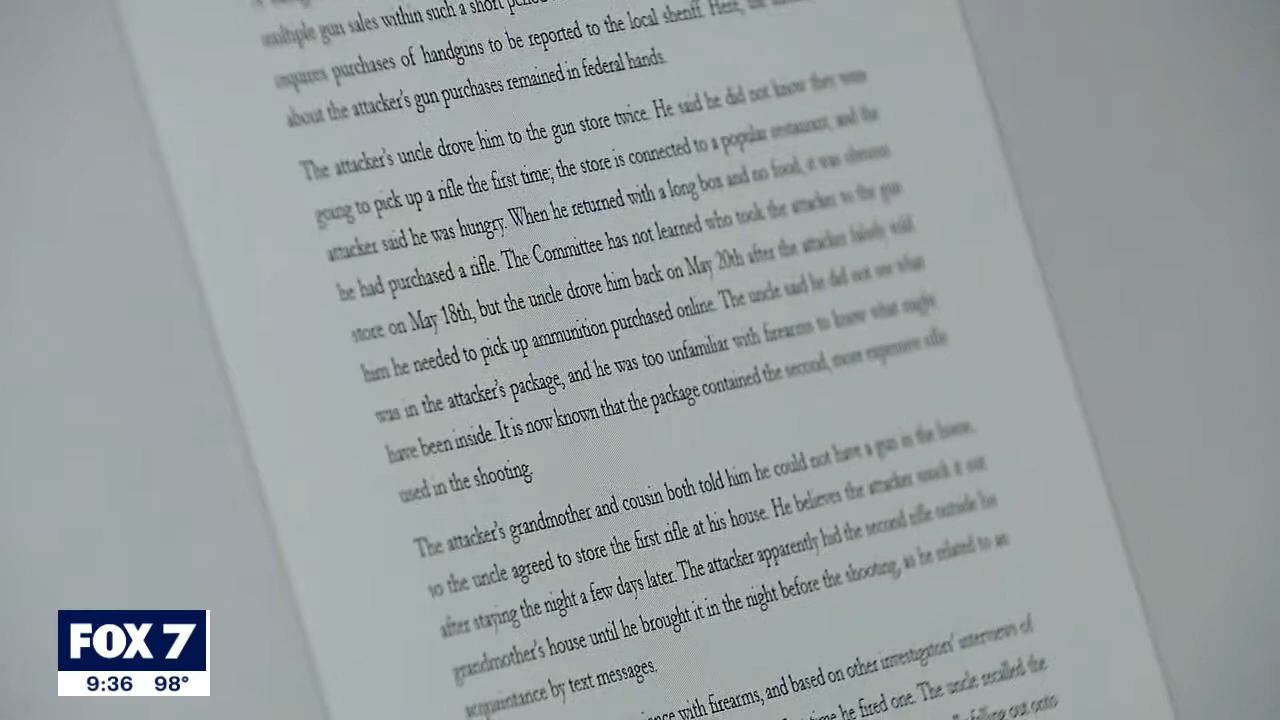 multiple gun sales within such a short
requires purchases of handguns to be reported to the local sheriff. Here,
about the attacker's gun purchases remained in federal hands.
The attacker's uncle drove him to the gun store twice. He said he did not know they were
going to pick up a rifle the first time; the store is connected to a popular restaurant, and the
attacker said he was hungry. When he returned with a long box and no food, it was obvious
he had purchased a rifle. The Committee has not learned who took the attacker to the gun
store on May 18th, but the uncle drove him back on May 20th after the attacker falsely told
him he needed to pick up ammunition purchased online. The uncle said he did not see what
was in the attacker's package, and he was too unfamiliar with firearms to know what might
have been inside. It is now known that the package contained the second, more expensive rifle
used in the shooting.
The attacker's grandmother and cousin both told him he could not have a gun in the house,
so the uncle agreed to store the first rifle at his house. He believes the attacker snuck it out
after staying the night a few days later. The attacker apparently hid the second rifle outside his
grandmother's house until he brought it in the night before the shooting, as he related to an
acquaintance by text messages.
with firearms, and based on other investigators' interviews of
time he fired one. The uncle recalled the
falling out onto
FOX 7
9:36 98°